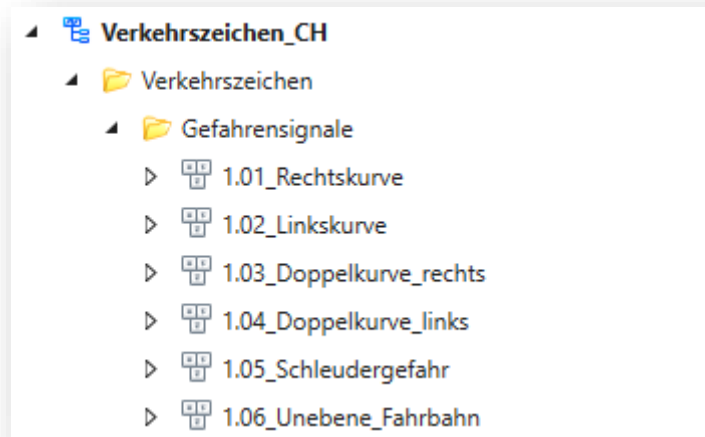 Verkehrszeichen_CH
Verkehrszeichen
Gefahrensignale
1.01_Rechtskurve
1.02_Linkskurve
1.03_Doppelkurve_rechts
1.04_Doppelkurve_links
1.05_Schleudergefahr
1.06_Unebene_Fahrbahn